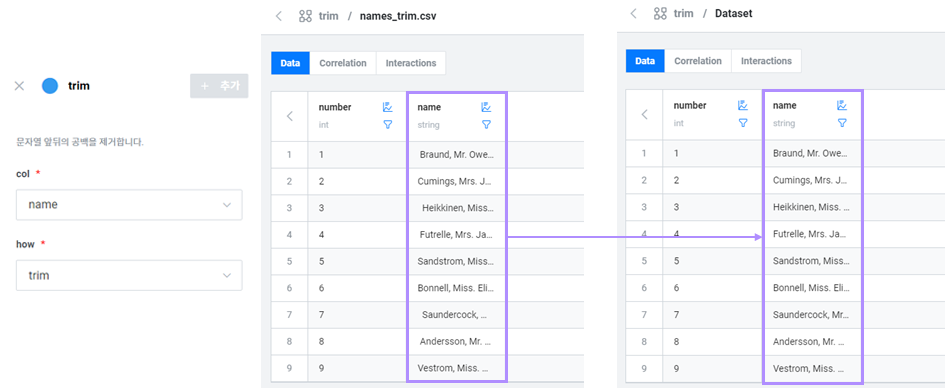 trim
+ 추가
문자열 앞뒤의 공백을 제거합니다.
col *
name
how *
trim
trim / names_trim.csv
Data Correlation Interactions
number name
int string
1 1 Braund, Mr. Owe...
2 2 Cumings, Mrs. J...
3 3 Heikkinen, Miss...
4 4 Futrelle, Mrs. Ja...
5 5 Sandstrom, Miss...
6 6 Bonnell, Miss. Eli...
7 7 Saundercock, ...
8 8 Andersson, Mr. ...
9 9 Vestrom, Miss. ...
trim / Dataset
Data Correlation Interactions
number name
int string
1 1 Braund, Mr. Owe...
2 2 Cumings, Mrs. J...
3 3 Heikkinen, Miss. ...
4 4 Futrelle, Mrs. Ja...
5 5 Sandstrom, Miss...
6 6 Bonnell, Miss. Eli...
7 7 Saundercock, Mr...
8 8 Andersson, Mr. ...
9 9 Vestrom, Miss. ...